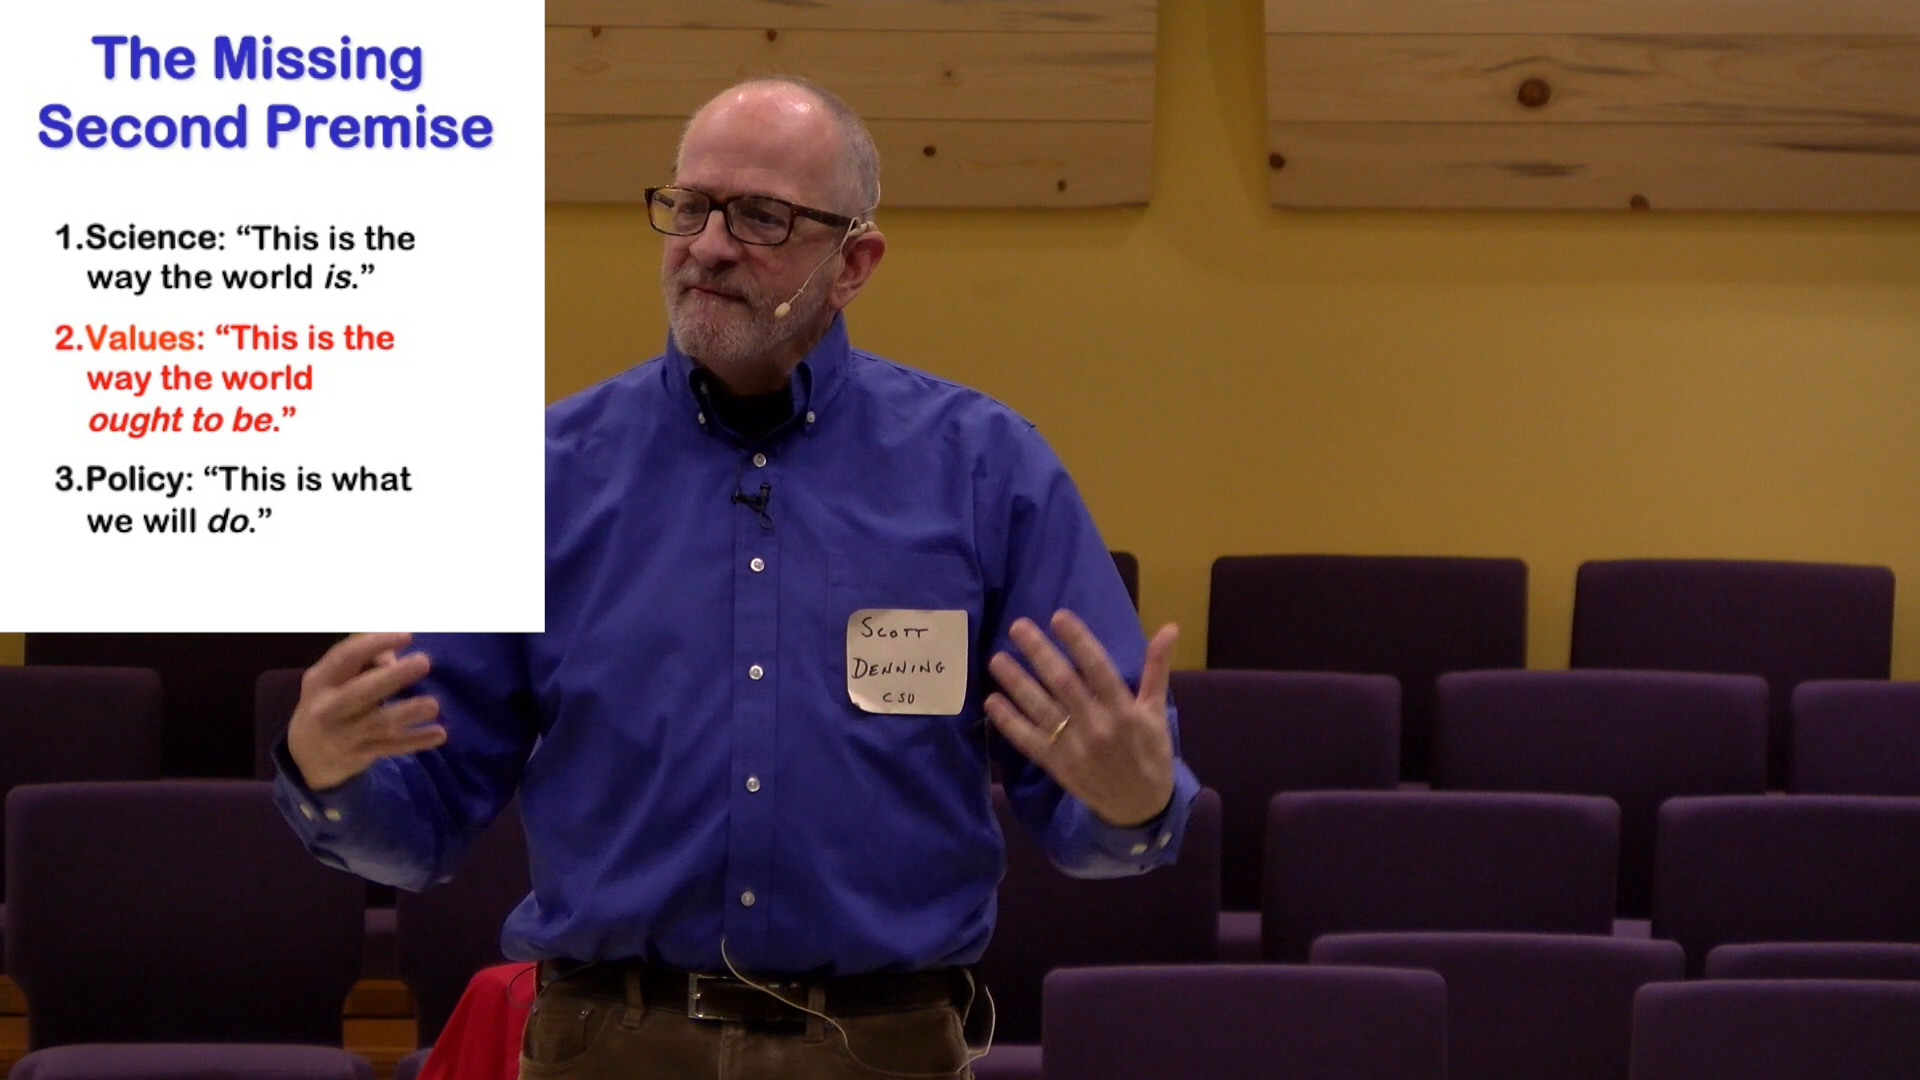 The Missing
Second Premise
1.Science: “This is the
way the world is.”
2.Values: “This is the
way the world
ought to be.”
3.Policy: “This is what
we will do.”
SCOTT
DENNING
CSU